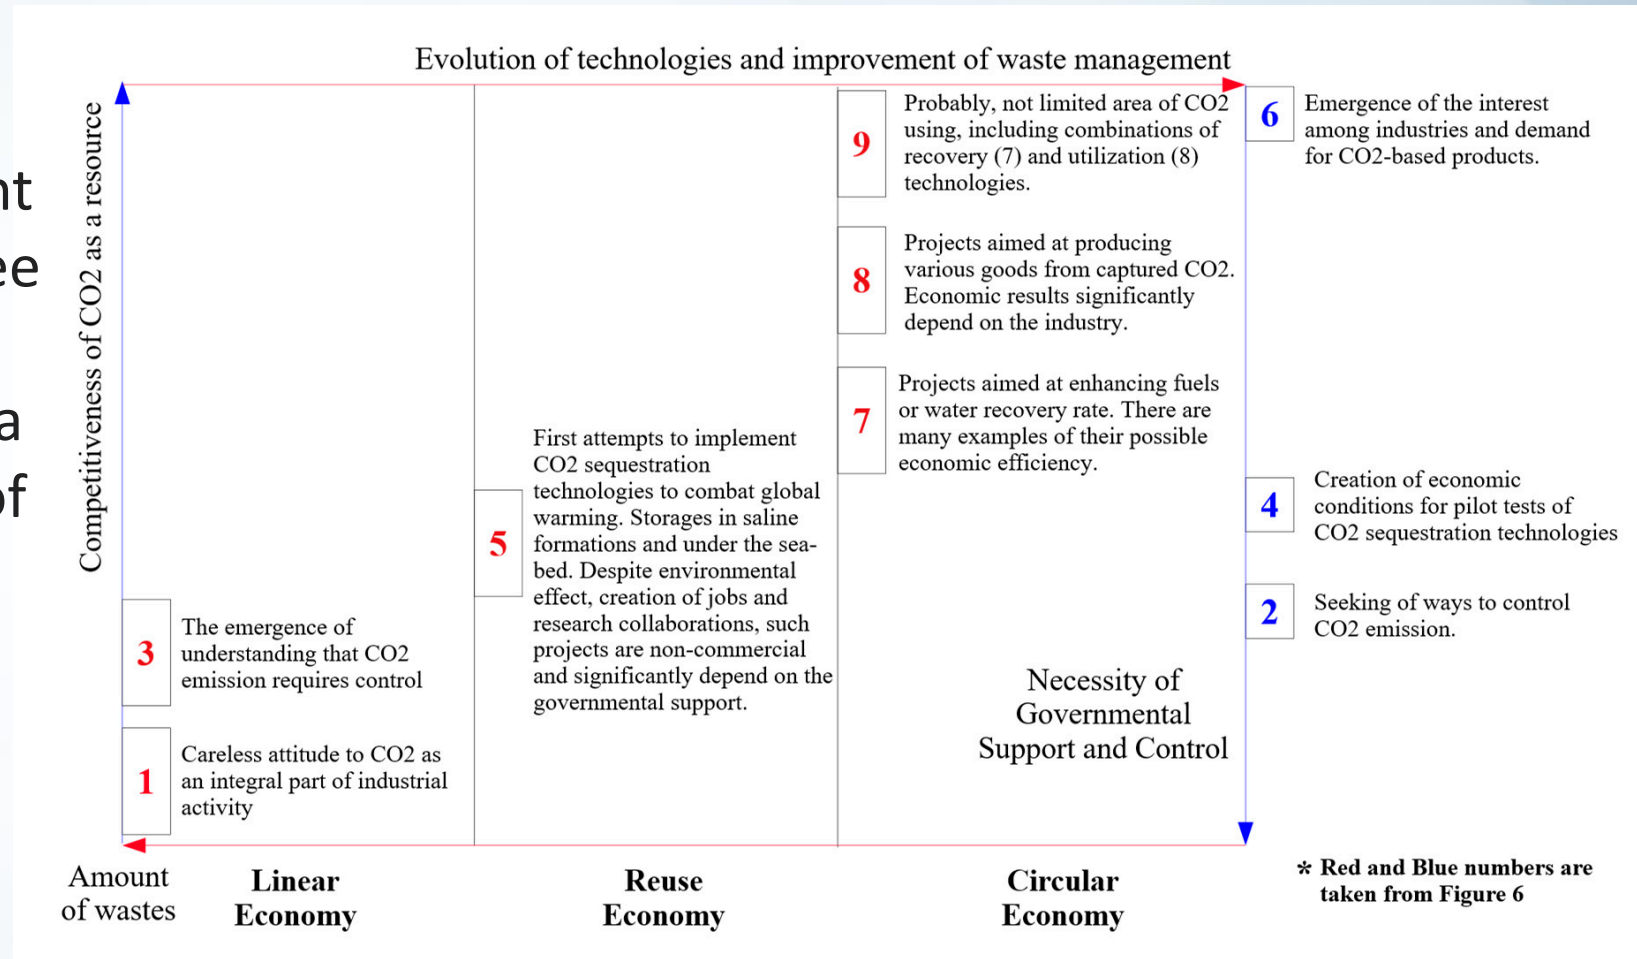 Evolution of technologies and improvement of waste management
nt
ee
a
of
Competitiveness of CO2 as a resource
9
Probably, not limited area of CO2
using, including combinations of
recovery (7) and utilization (8)
technologies.
6
Emergence of the interest
among industries and demand
for CO2-based products.
8
Projects aimed at producing
various goods from captured CO2.
Economic results significantly
depend on the industry.
7
Projects aimed at enhancing fuels
or water recovery rate. There are
many examples of their possible
economic efficiency.
5
First attempts to implement
CO2 sequestration
technologies to combat global
warming. Storages in saline
formations and under the sea-
bed. Despite environmental
effect, creation of jobs and
research collaborations, such
projects are non-commercial
and significantly depend on the
governmental support.
4
Creation of economic
conditions for pilot tests of
CO2 sequestration technologies
2
Seeking of ways to control
CO2 emission.
3
The emergence of
understanding that CO2
emission requires control
1
Careless attitude to CO2 as
an integral part of industrial
activity
Necessity of
Governmental
Support and Control
Amount
of wastes
Linear
Economy
Reuse
Economy
Circular
Economy
* Red and Blue numbers are
taken from Figure 6